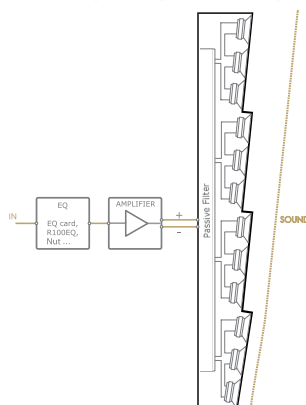 IN
EQ
EQ card,
R100EQ,
Nut ...
AMPLIFIER
+
-
Passive Filter
SOUND